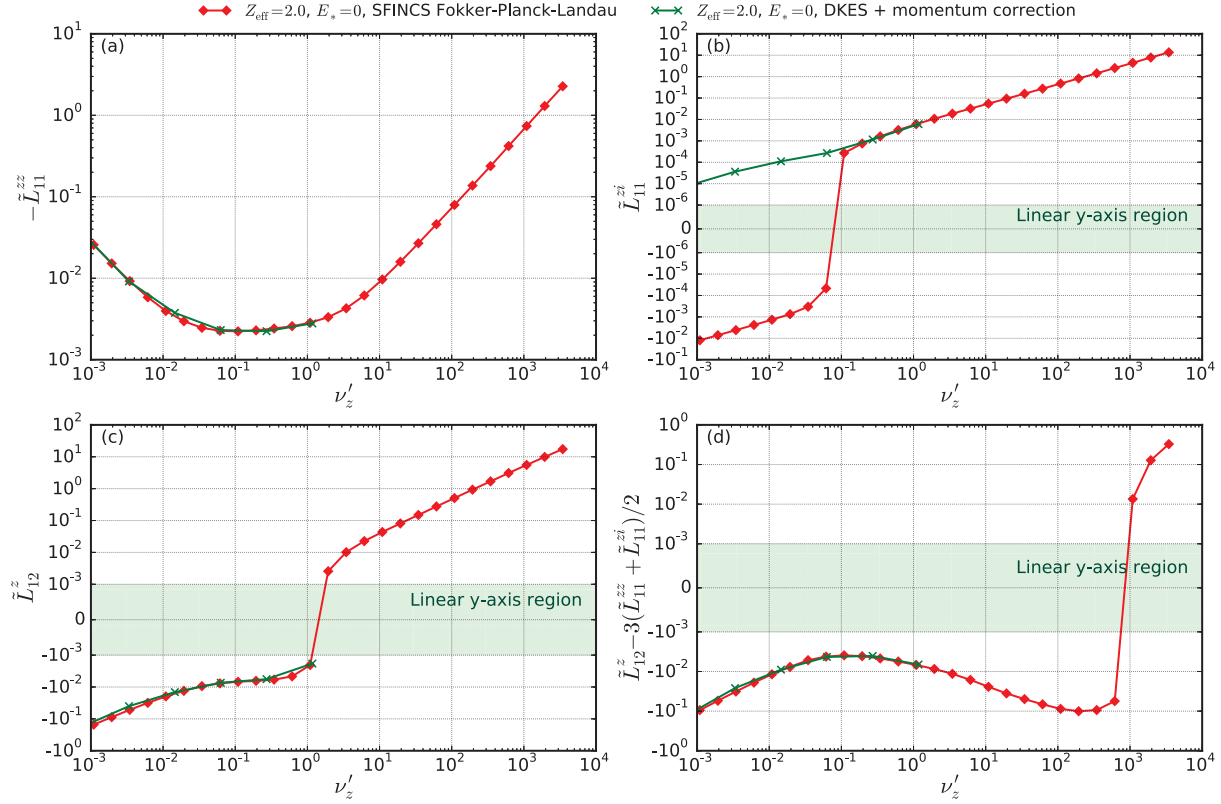 Z_eff=2.0, E_*=0, SFINCS Fokker-Planck-Landau
Z_eff=2.0, E_*=0, DKES + momentum correction
(a)
10^1
10^0
10^-1
10^-2
10^-3
−L̃_11^zz
10^-3 10^-2 10^-1 10^0 10^1 10^2 10^3 10^4
ν'_z
(b)
10^2
10^1
10^0
10^-1
10^-2
10^-3
10^-4
10^-5
10^-6
0
-10^-6
-10^-5
-10^-4
-10^-3
-10^-2
-10^-1
L̃_11^zi
Linear y-axis region
10^-3 10^-2 10^-1 10^0 10^1 10^2 10^3 10^4
ν'_z
(c)
10^2
10^1
10^0
10^-1
10^-2
10^-3
0
-10^-3
-10^-2
-10^-1
-10^0
L̃_12^z
Linear y-axis region
10^-3 10^-2 10^-1 10^0 10^1 10^2 10^3 10^4
ν'_z
(d)
10^0
10^-1
10^-2
10^-3
0
-10^-3
-10^-2
-10^-1
-10^0
L̃_12^z−3(L̃_11^zz + L̃_11^zi)/2
Linear y-axis region
10^-3 10^-2 10^-1 10^0 10^1 10^2 10^3 10^4
ν'_z